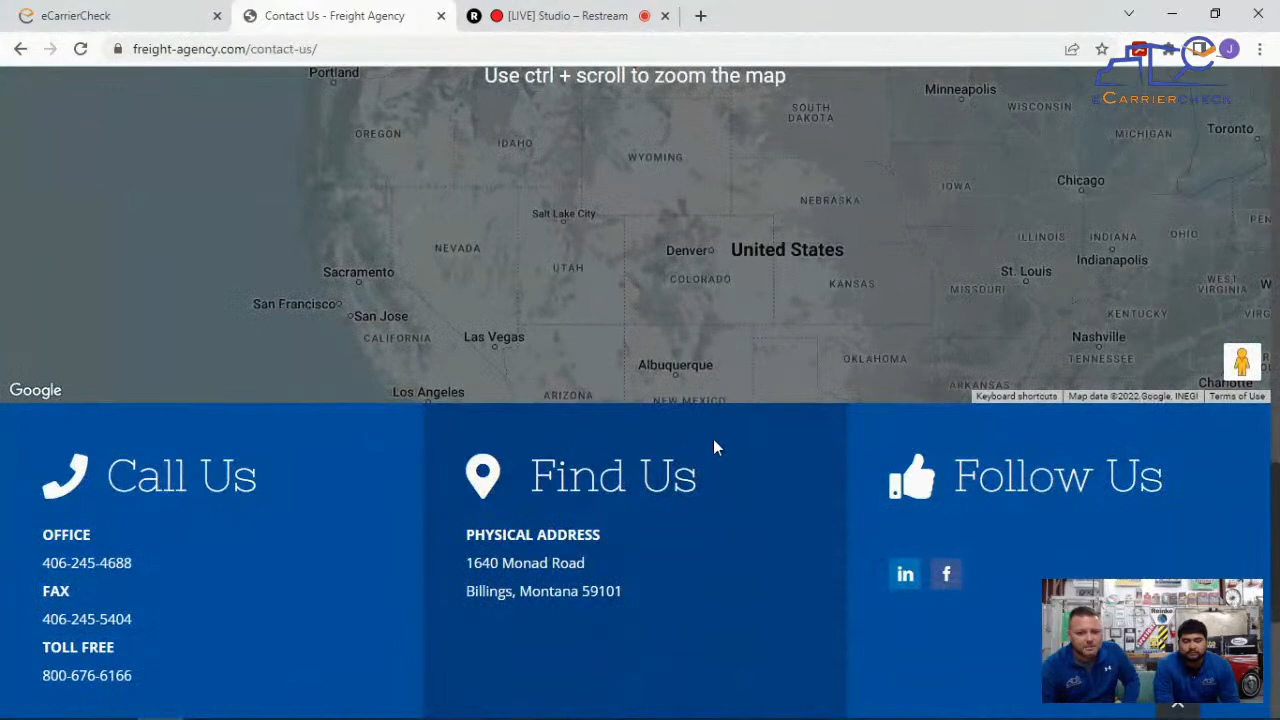 eCarrierCheck
Contact Us - Freight Agency
R
[LIVE] Studio – Restream
freight-agency.com/contact-us/
J
ECARRIERCHECK
Use ctrl + scroll to zoom the map
Portland
OREGON
IDAHO
WYOMING
SOUTH
DAKOTA
Minneapolis
WISCONSIN
MICHIGAN
Toronto
Salt Lake City
NEBRASKA
IOWA
Chicago
NEVADA
UTAH
Denver
COLORADO
United States
KANSAS
ILLINOIS
INDIANA
OHIO
PEN
Indianapolis
Sacramento
San Francisco
San Jose
CALIFORNIA
Las Vegas
St. Louis
MISSOURI
WEST
VIRGINIA
KENTUCKY
VIRG
Nashville
TENNESSEE
Albuquerque
OKLAHOMA
Los Angeles
ARIZONA
NEW MEXICO
ARKANSAS
Charlotte
Google
Keyboard shortcuts
Map data ©2022 Google, INEGI
Terms of Use
Call Us
OFFICE
406-245-4688
FAX
406-245-5404
TOLL FREE
800-676-6166
Find Us
PHYSICAL ADDRESS
1640 Monad Road
Billings, Montana 59101
Follow Us
in
f
Reinke